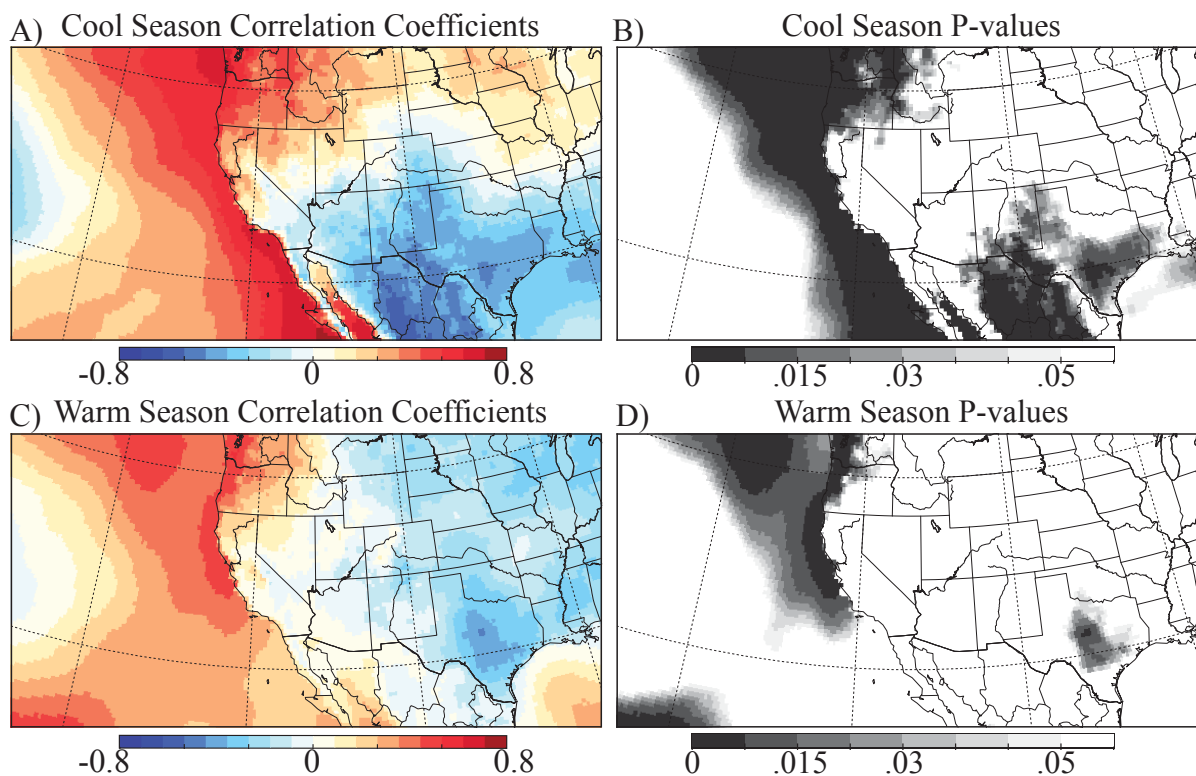 A) Cool Season Correlation Coefficients
B) Cool Season P-values
-0.8 0 0.8
0 .015 .03 .05
C) Warm Season Correlation Coefficients
D) Warm Season P-values
-0.8 0 0.8
0 .015 .03 .05